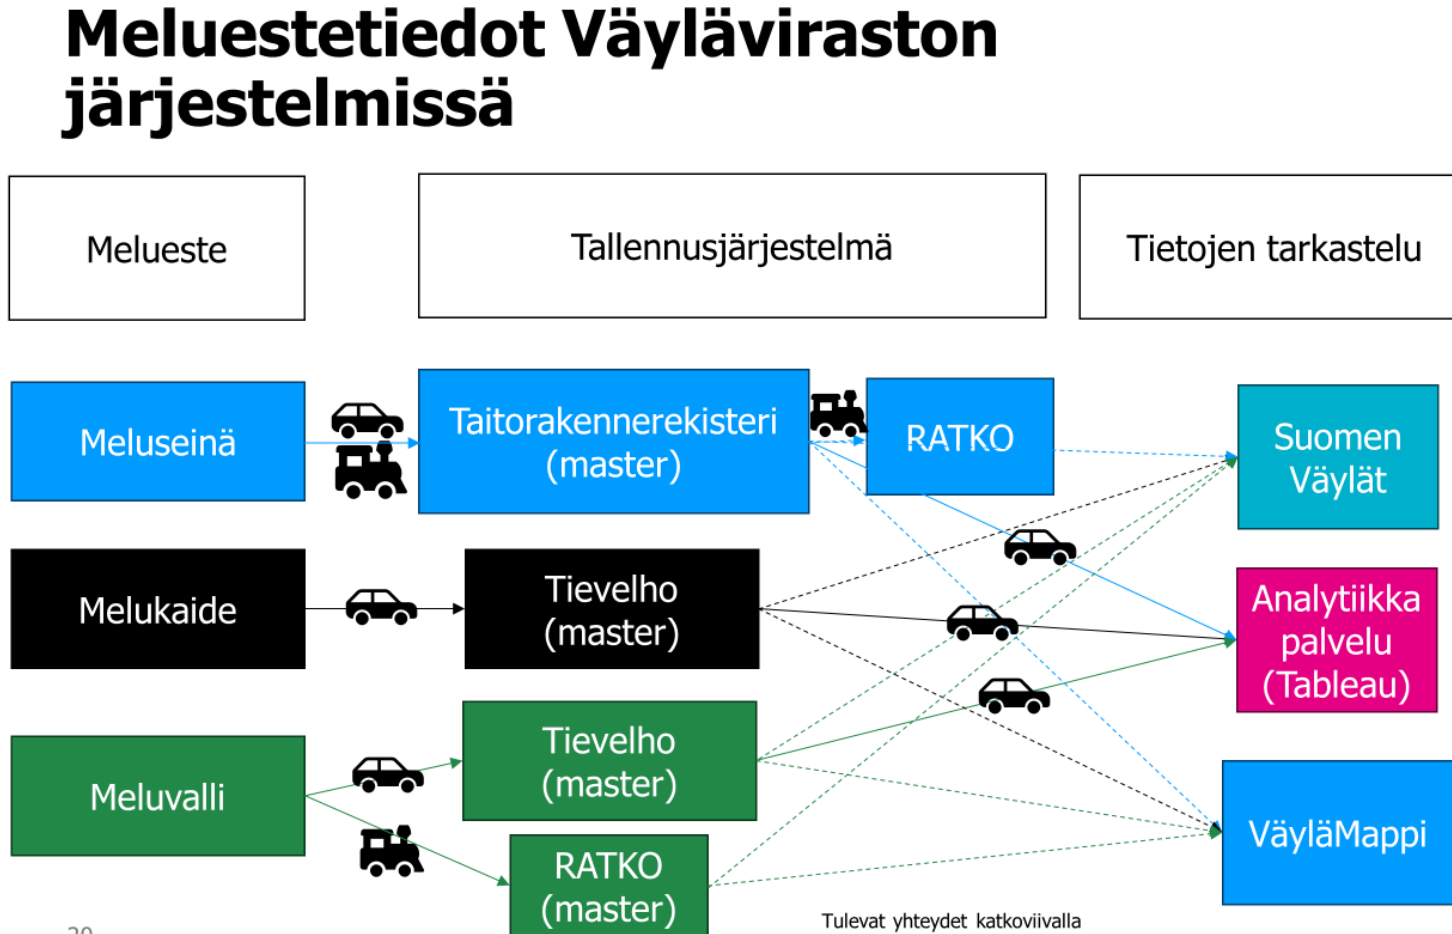 Meluestetiedot Väyläviraston
järjestelmissä
Melueste
Tallennusjärjestelmä
Tietojen tarkastelu
Meluseinä
Taitorakennerekisteri
(master)
RATKO
Suomen
Väylät
Melukaide
Tievelho
(master)
Analytiikka
palvelu
(Tableau)
Meluvalli
Tievelho
(master)
RATKO
(master)
VäyläMappi
Tulevat yhteydet katkoviivalla